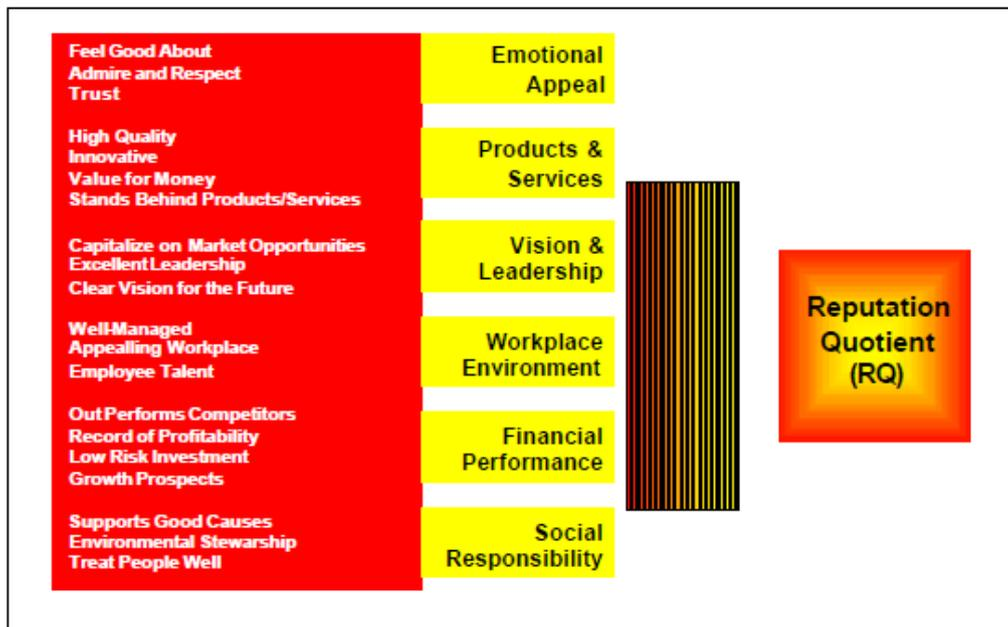 Feel Good About
Admire and Respect
Trust
Emotional
Appeal
High Quality
Innovative
Value for Money
Stands Behind Products/Services
Products &
Services
Capitalize on Market Opportunities
Excellent Leadership
Clear Vision for the Future
Vision &
Leadership
Well-Managed
Appealling Workplace
Employee Talent
Workplace
Environment
Out Performs Competitors
Record of Profitability
Low Risk Investment
Growth Prospects
Financial
Performance
Supports Good Causes
Environmental Stewarship
Treat People Well
Social
Responsibility
Reputation
Quotient
(RQ)